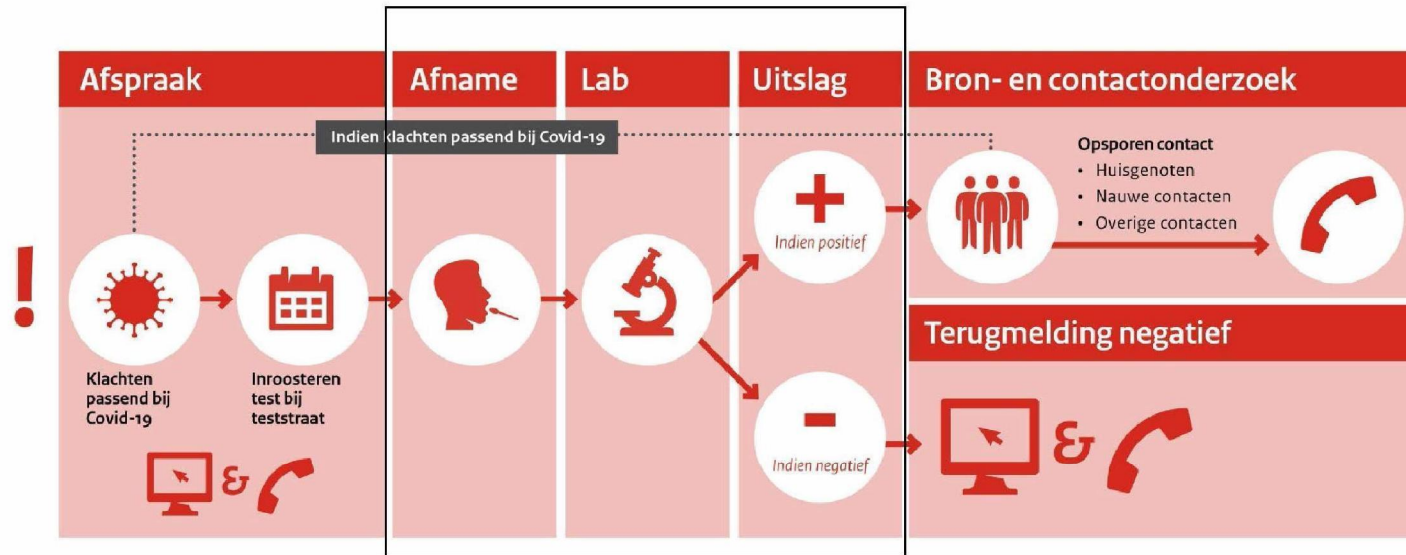 Afspraak
Afname
Lab
Uitslag
Bron- en contactonderzoek
Indien klachten passend bij Covid-19
!
Klachten
passend bij
Covid-19
Inroosteren
test bij
teststraat
&
+
Indien positief
-
Indien negatief
Opsporen contact
• Huisgenoten
• Nauwe contacten
• Overige contacten
Terugmelding negatief
&